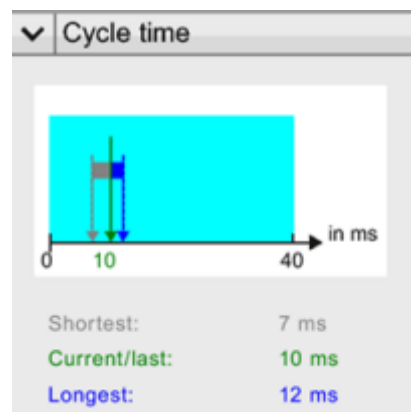 Cycle time
in ms
0 10 40
Shortest: 7 ms
Current/last: 10 ms
Longest: 12 ms